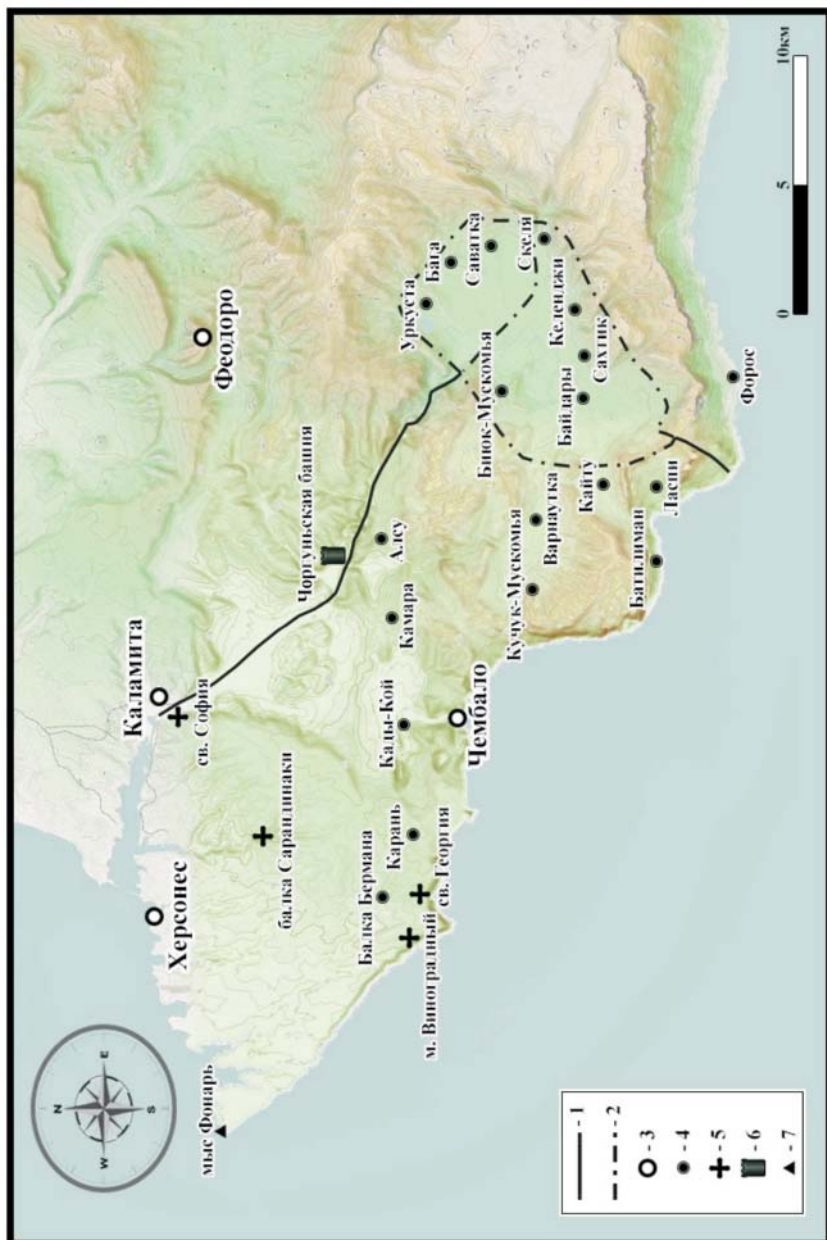 N
W
E
S
мыс Фонарь
Херсонес
Каламита
св. София
балка Сарандинаки
Балка Бермана
Карань
м. Виноградный
св. Георгия
Кады-Кой
Чембало
Камара
Алсу
Чоргуньская башня
Феодоро
Уркуста
Бага
Саватка
Скеля
Келенджи
Сахтик
Байдары
Биюк-Мускомья
Кучук-Мускомья
Варнаутка
Кайту
Батилиман
Ласпи
Форос
- 1
- 2
- 3
- 4
- 5
- 6
- 7
0
5
10км